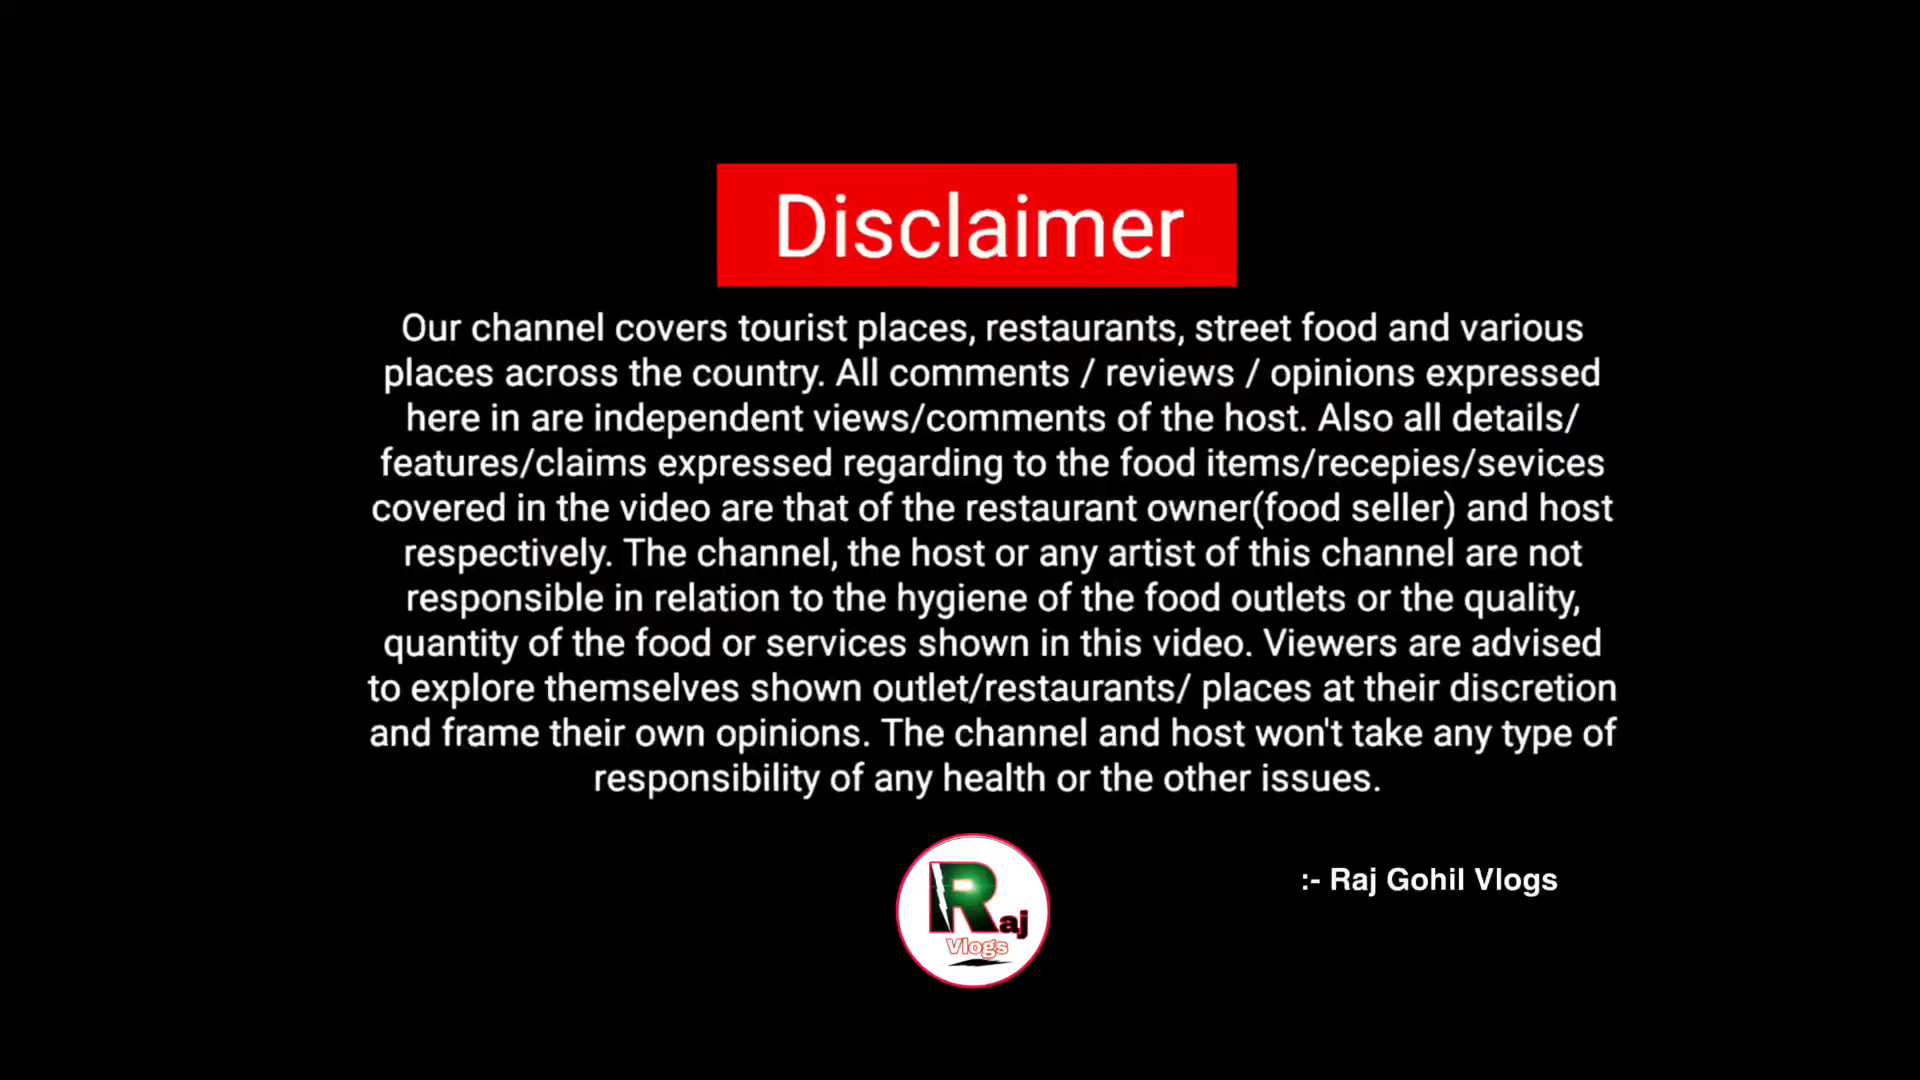 Disclaimer
Our channel covers tourist places, restaurants, street food and various
places across the country. All comments / reviews / opinions expressed
here in are independent views/comments of the host. Also all details/
features/claims expressed regarding to the food items/recepies/sevices
covered in the video are that of the restaurant owner(food seller) and host
respectively. The channel, the host or any artist of this channel are not
responsible in relation to the hygiene of the food outlets or the quality,
quantity of the food or services shown in this video. Viewers are advised
to explore themselves shown outlet/restaurants/ places at their discretion
and frame their own opinions. The channel and host won't take any type of
responsibility of any health or the other issues.
:- Raj Gohil Vlogs
Raj
Vlogs